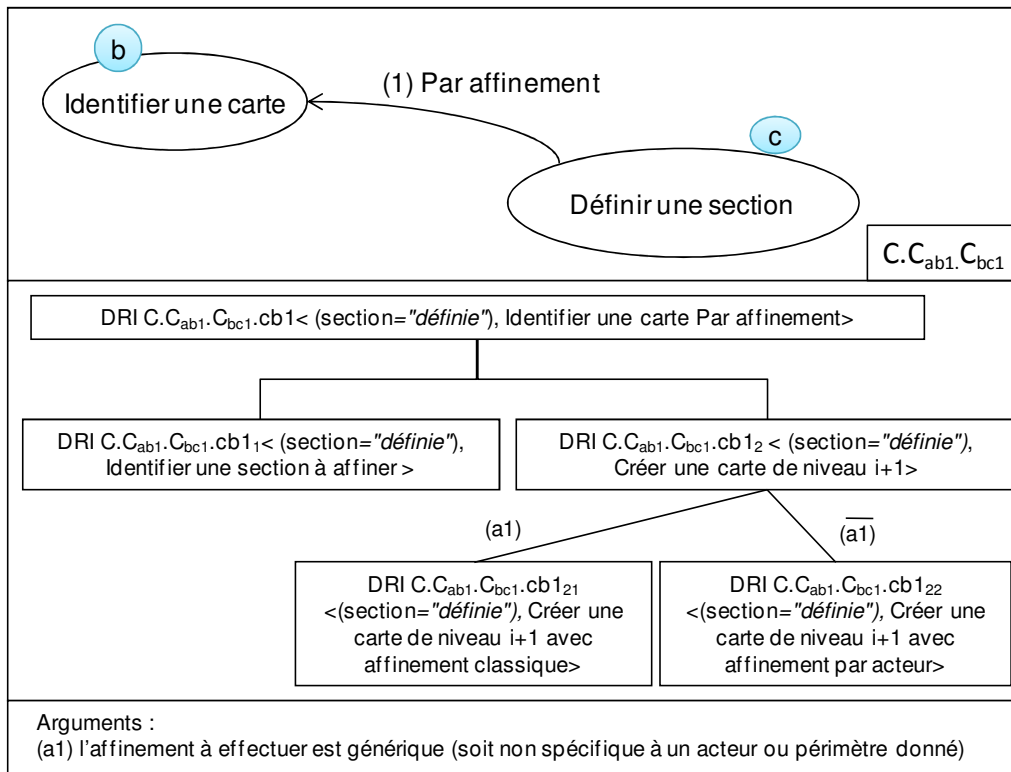 b
Identifier une carte
(1) Par affinement
c
Définir une section
C.Cab1.Cbc1
DRI C.Cab1.Cbc1.cb1< (section="définie"), Identifier une carte Par affinement>
DRI C.Cab1.Cbc1.cb11< (section="définie"),
Identifier une section à affiner >
DRI C.Cab1.Cbc1.cb12 < (section="définie"),
Créer une carte de niveau i+1>
(a1)
(a1)
DRI C.Cab1.Cbc1.cb121
<(section="définie"), Créer une
carte de niveau i+1 avec
affinement classique>
DRI C.Cab1.Cbc1.cb122
<(section="définie"), Créer une
carte de niveau i+1 avec
affinement par acteur>
Arguments :
(a1) l'affinement à effectuer est générique (soit non spécifique à un acteur ou périmètre donné)